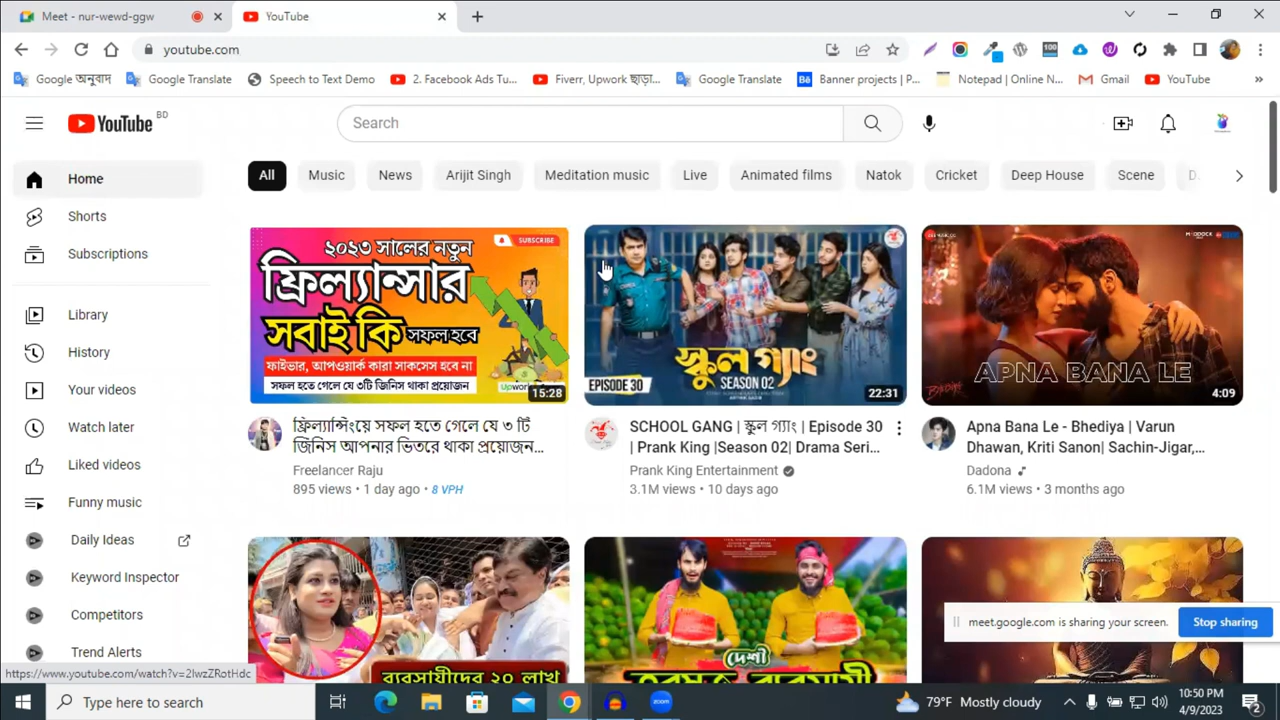 Meet - nur-wewd-ggw
YouTube
youtube.com
Google অনুবাদ
Google Translate
Speech to Text Demo
2. Facebook Ads Tu...
Fiverr, Upwork ছাড়া...
Google Translate
Banner projects | P...
Notepad | Online N...
Gmail
YouTube
YouTube BD
Search
All
Music
News
Arijit Singh
Meditation music
Live
Animated films
Natok
Cricket
Deep House
Scene
D...
Home
Shorts
Subscriptions
Library
History
Your videos
Watch later
Liked videos
Funny music
Daily Ideas
Keyword Inspector
Competitors
Trend Alerts
SUBSCRIBE
২০২৩ সালের নতুন
ফ্রিল্যান্সার
সবাই কি সফল হবে
ফাইভার, আপওয়ার্ক কারা সাকসেস হবে না
সফল হতে গেলে যে ৩টি জিনিস থাকা প্রয়োজন
Upwork
15:28
ফ্রিল্যান্সিংয়ে সফল হতে গেলে যে ৩ টি
জিনিস আপনার ভিতরে থাকা প্রয়োজন...
Freelancer Raju
895 views • 1 day ago • 8 VPH
স্কুল গ্যাং
SEASON 02
EPISODE 30
22:31
SCHOOL GANG | স্কুল গ্যাং | Episode 30
| Prank King |Season 02| Drama Seri...
Prank King Entertainment
3.1M views • 10 days ago
MADDOCK
APNA BANA LE
4:09
Apna Bana Le - Bhediya | Varun
Dhawan, Kriti Sanon| Sachin-Jigar,...
Dadona
6.1M views • 3 months ago
ব্যবসায়ীদের ২০ লাখ
দেশী
তরমুজ ব্যবসায়ী
meet.google.com is sharing your screen.
Stop sharing
https://www.youtube.com/watch?v=2lwzZRotHdc
Type here to search
zoom
79°F Mostly cloudy
10:50 PM
4/9/2023
2